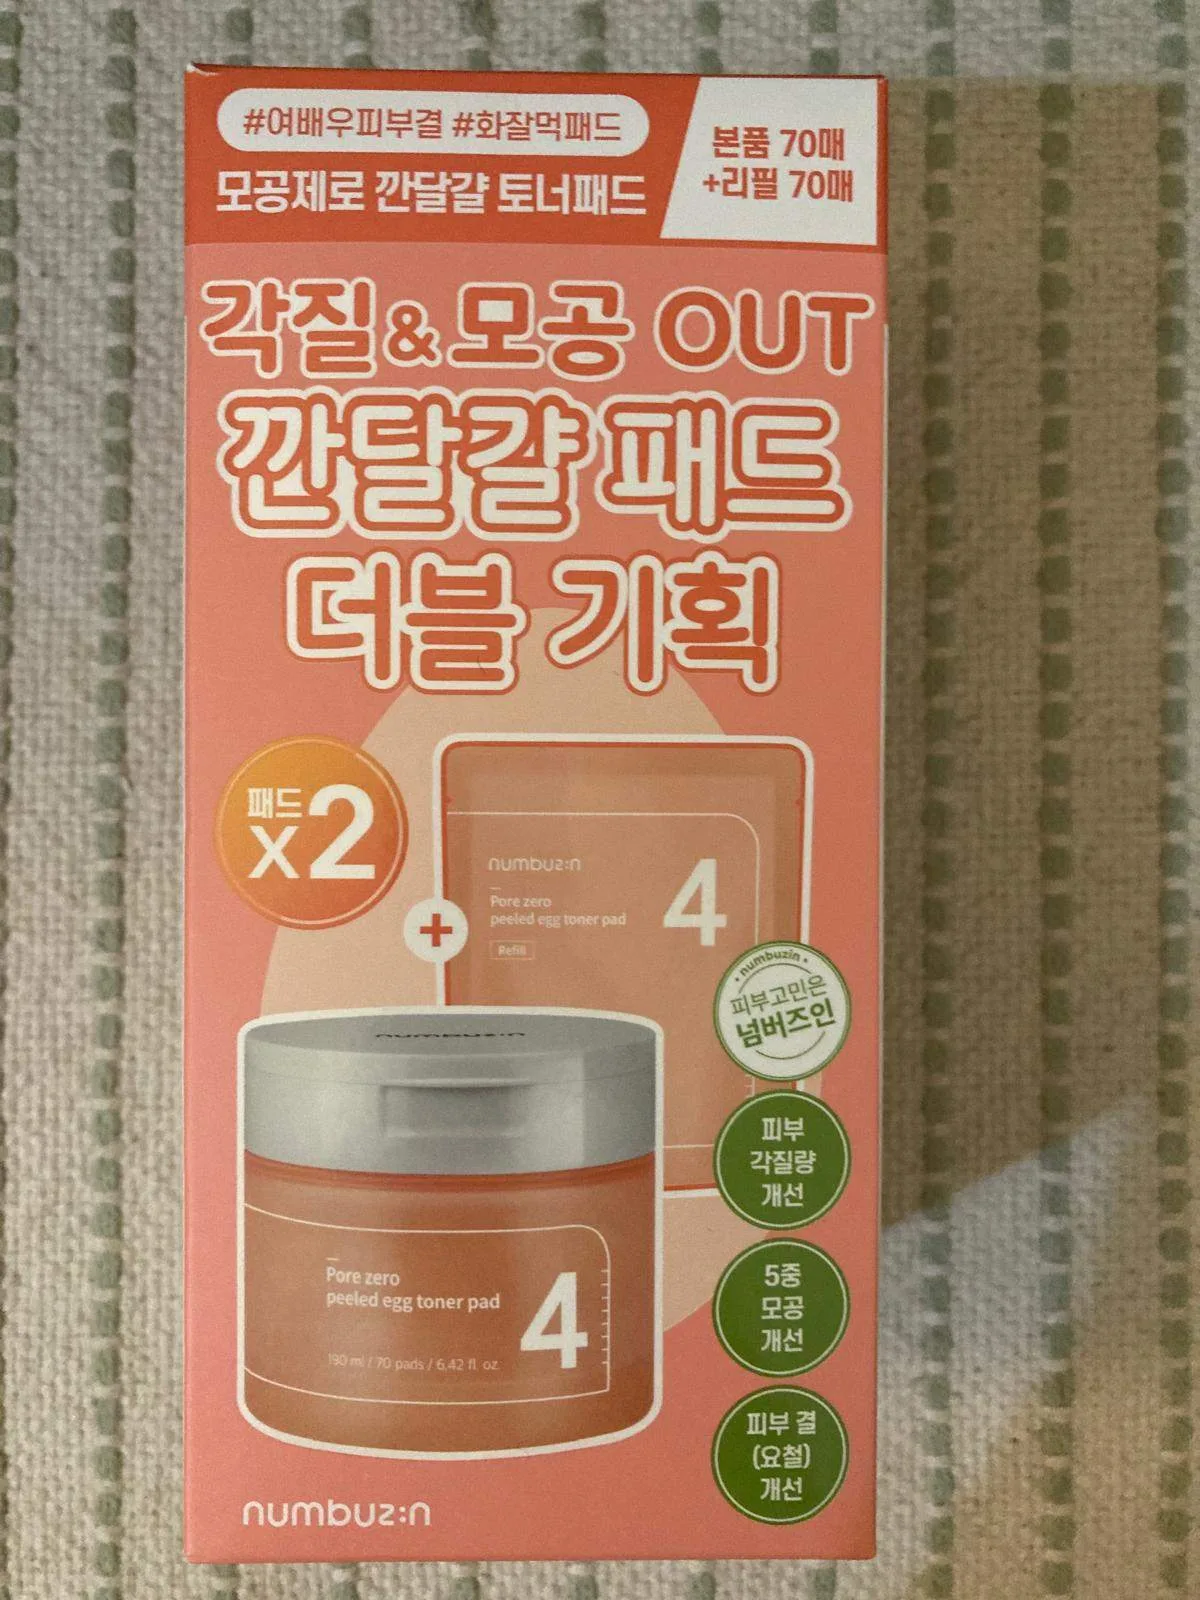 #여배우피부결 #화잘먹패드
모공제로 깐달걀 토너패드
본품 70매
+리필 70매
각질&모공 OUT
깐달걀 패드
더블 기획
패드
X2
+
numbuz:n
Pore zero
peeled egg toner pad
Refill
4
numbuzin
피부고민은
넘버즈인
numbuz:n
Pore zero
peeled egg toner pad
190 ml / 70 pads / 6.42 fl. oz.
4
피부
각질량
개선
5중
모공
개선
피부 결
(요철)
개선
numbuz:n